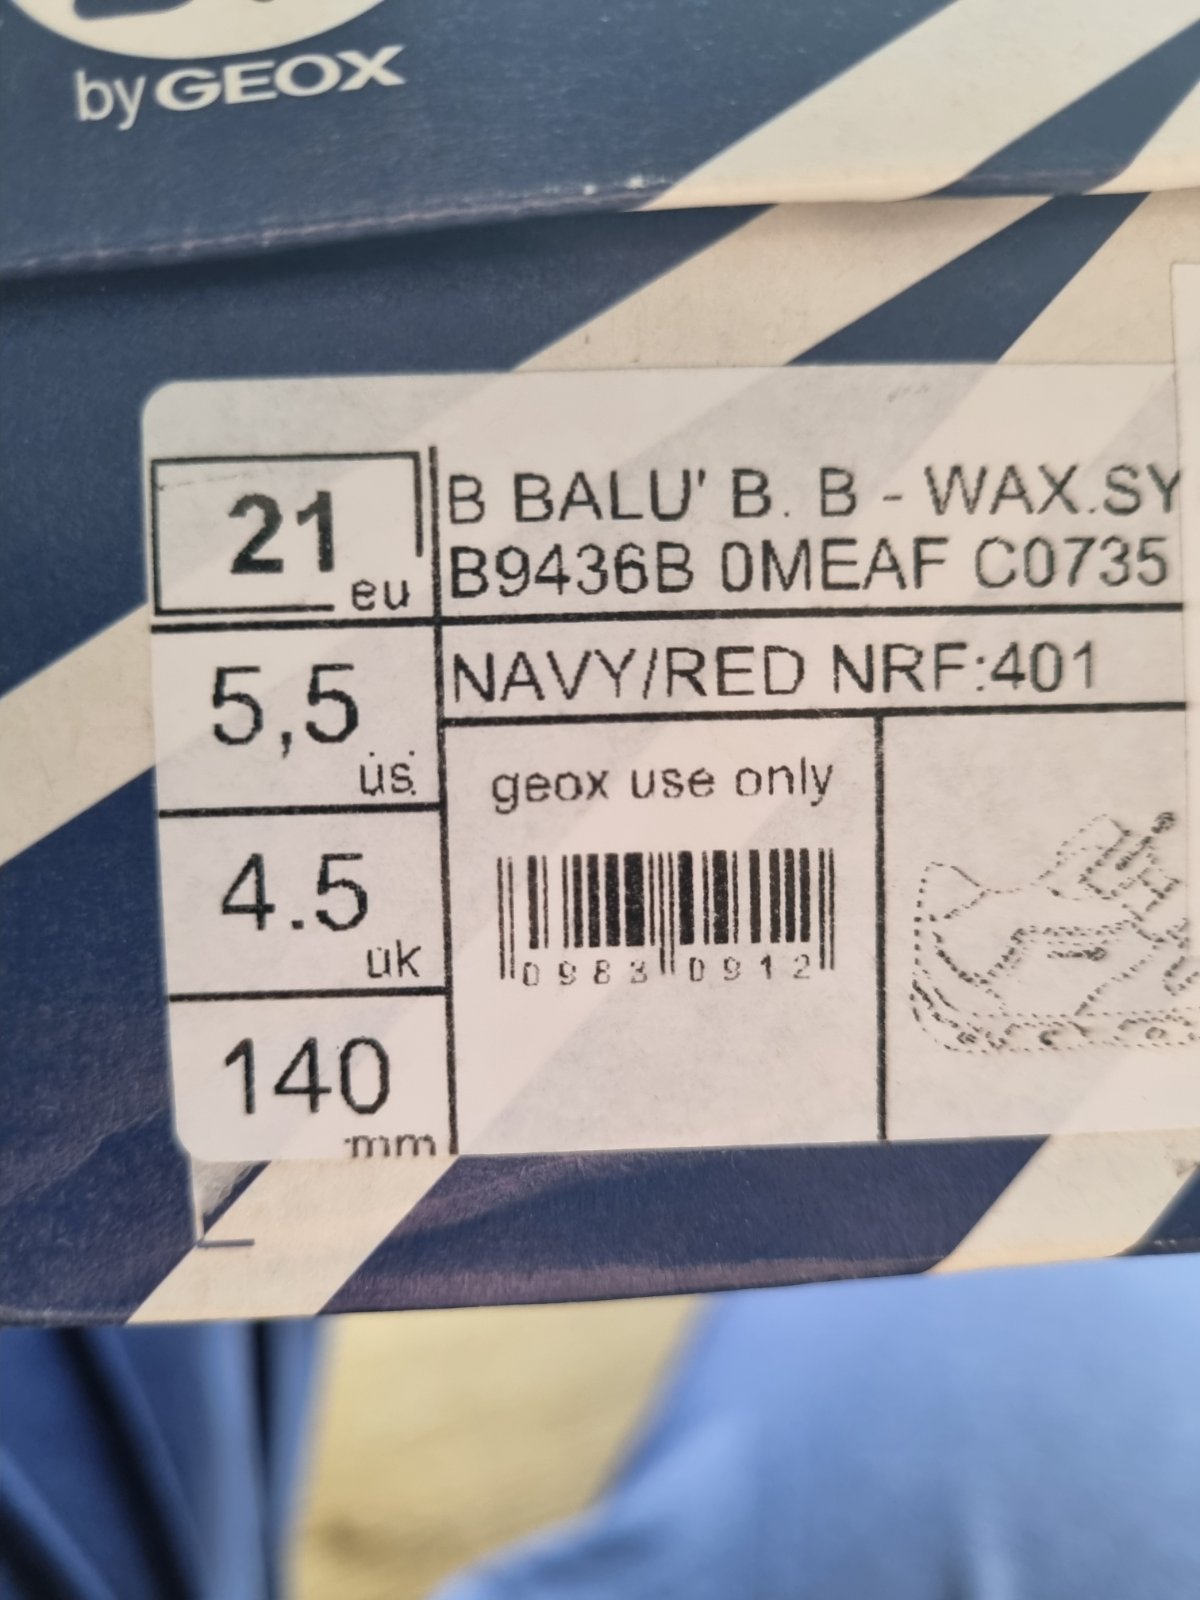 by GEOX
21 eu
B BALU' B. B - WAX.SY
B9436B 0MEAF C0735
5,5 us
NAVY/RED NRF:401
geox use only
4.5 uk
0983 0912
140 mm